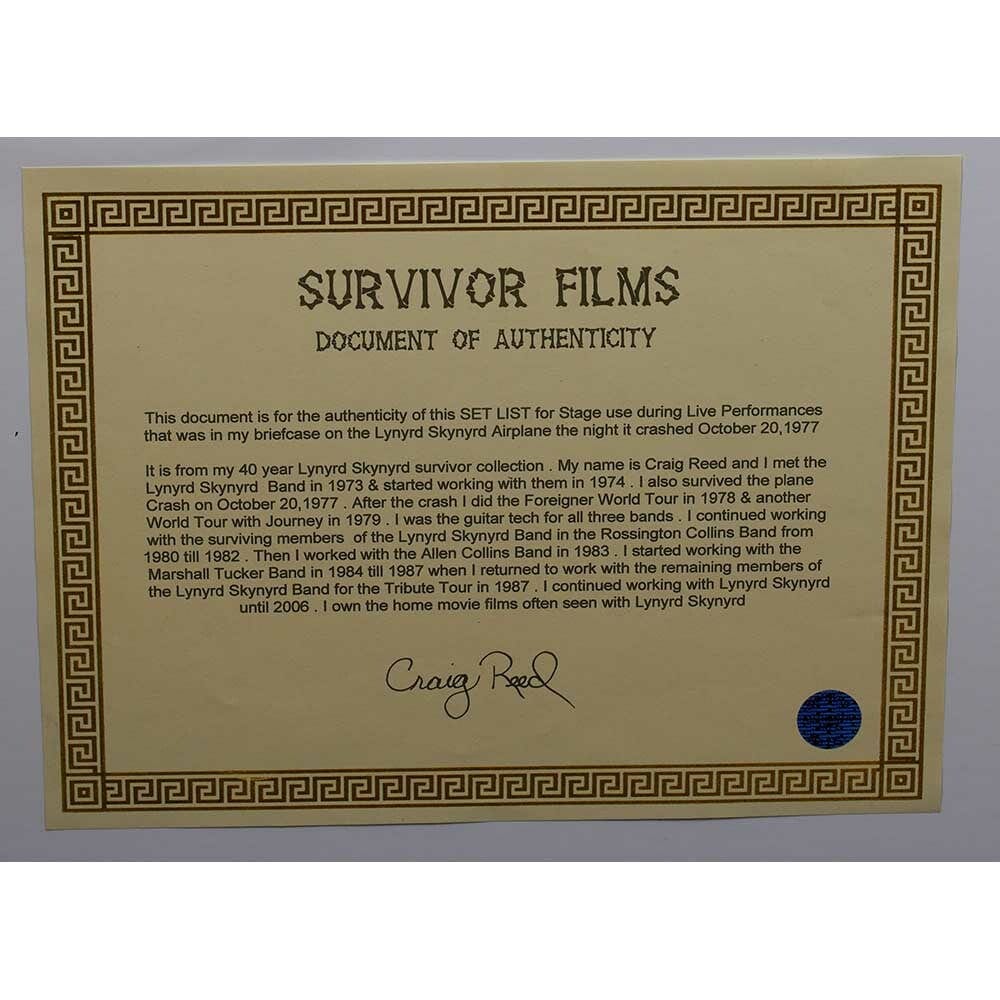 SURVIVOR FILMS
DOCUMENT OF AUTHENTICITY
This document is for the authenticity of this SET LIST for Stage use during Live Performances
that was in my briefcase on the Lynyrd Skynyrd Airplane the night it crashed October 20,1977
It is from my 40 year Lynyrd Skynyrd survivor collection . My name is Craig Reed and I met the
Lynyrd Skynyrd Band in 1973 & started working with them in 1974 . I also survived the plane
Crash on October 20,1977 . After the crash I did the Foreigner World Tour in 1978 & another
World Tour with Journey in 1979 . I was the guitar tech for all three bands . I continued working
with the surviving members of the Lynyrd Skynyrd Band in the Rossington Collins Band from
1980 till 1982 . Then I worked with the Allen Collins Band in 1983 . I started working with the
Marshall Tucker Band in 1984 till 1987 when I returned to work with the remaining members of
the Lynyrd Skynyrd Band for the Tribute Tour in 1987 . I continued working with Lynyrd Skynyrd
until 2006 . I own the home movie films often seen with Lynyrd Skynyrd
Craig Reed